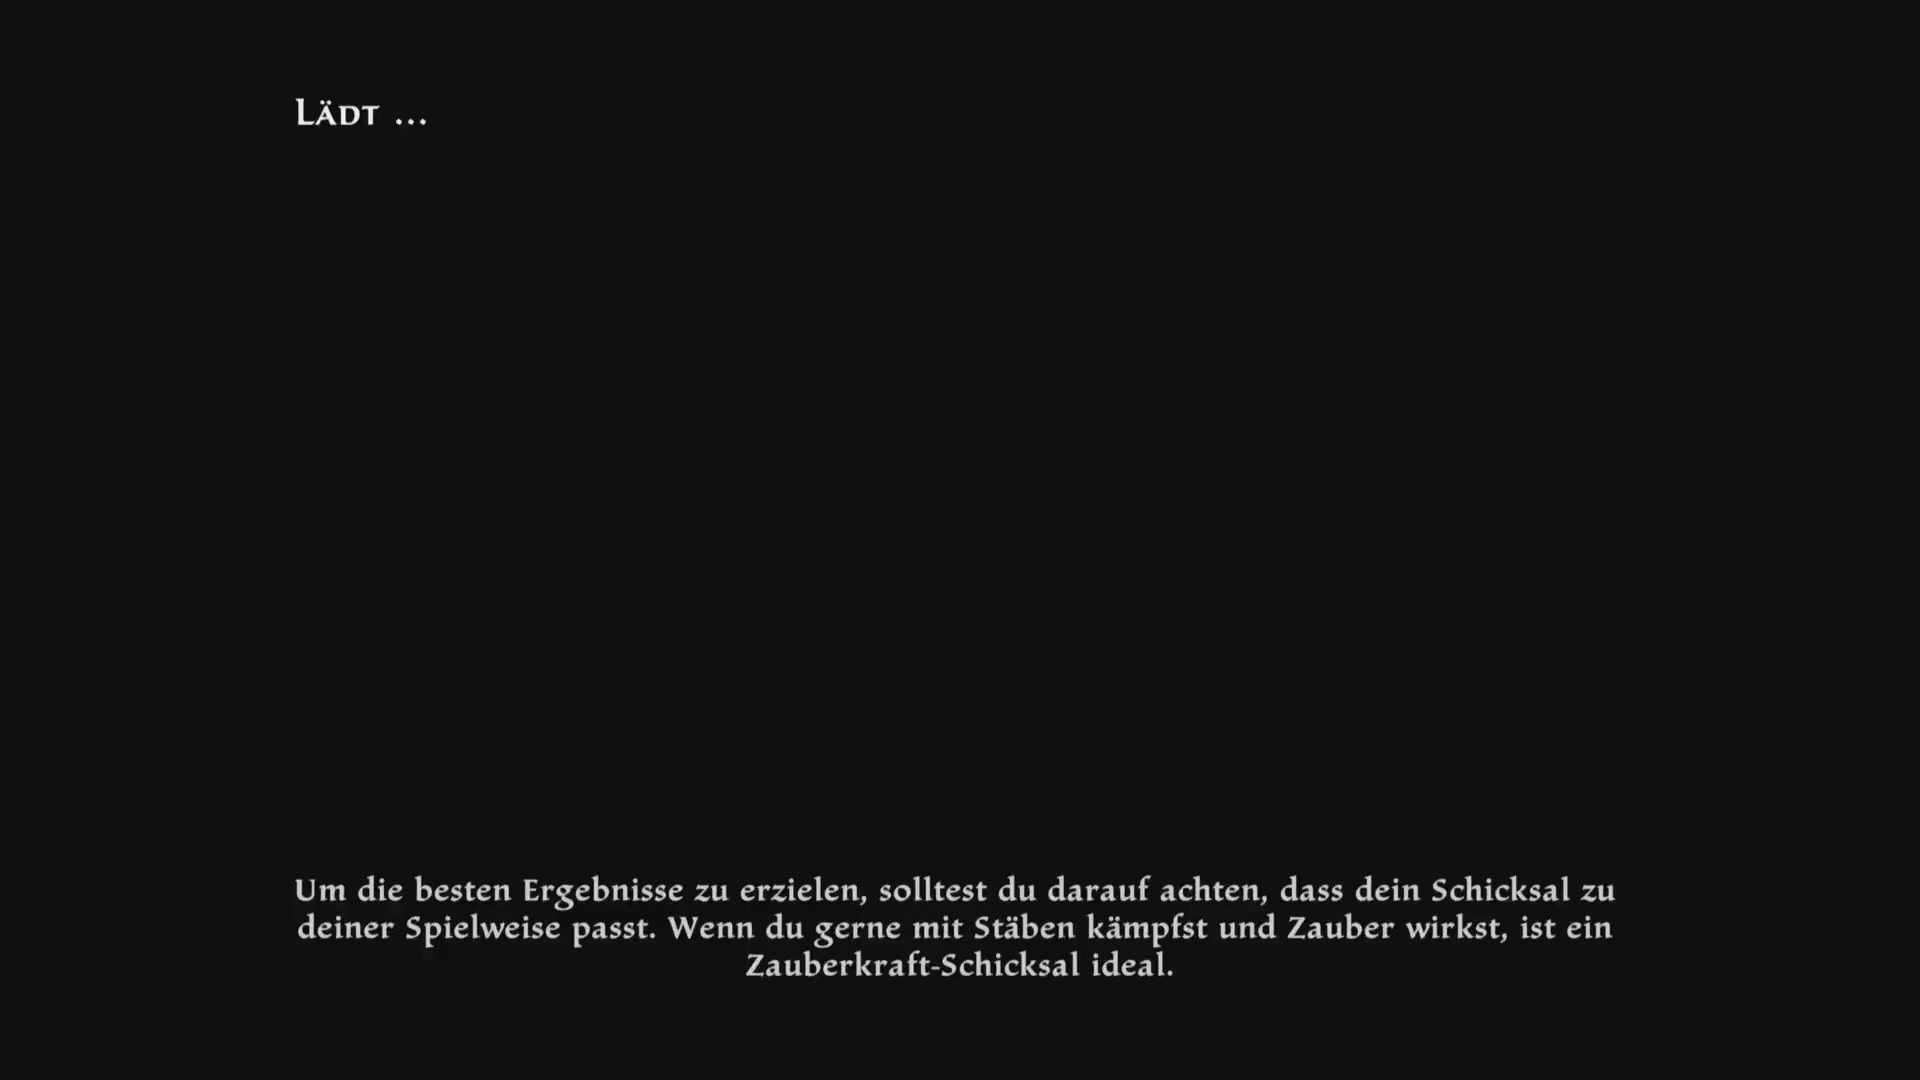 Lädt ...
Um die besten Ergebnisse zu erzielen, solltest du darauf achten, dass dein Schicksal zu
deiner Spielweise passt. Wenn du gerne mit Stäben kämpfst und Zauber wirkst, ist ein
Zauberkraft-Schicksal ideal.